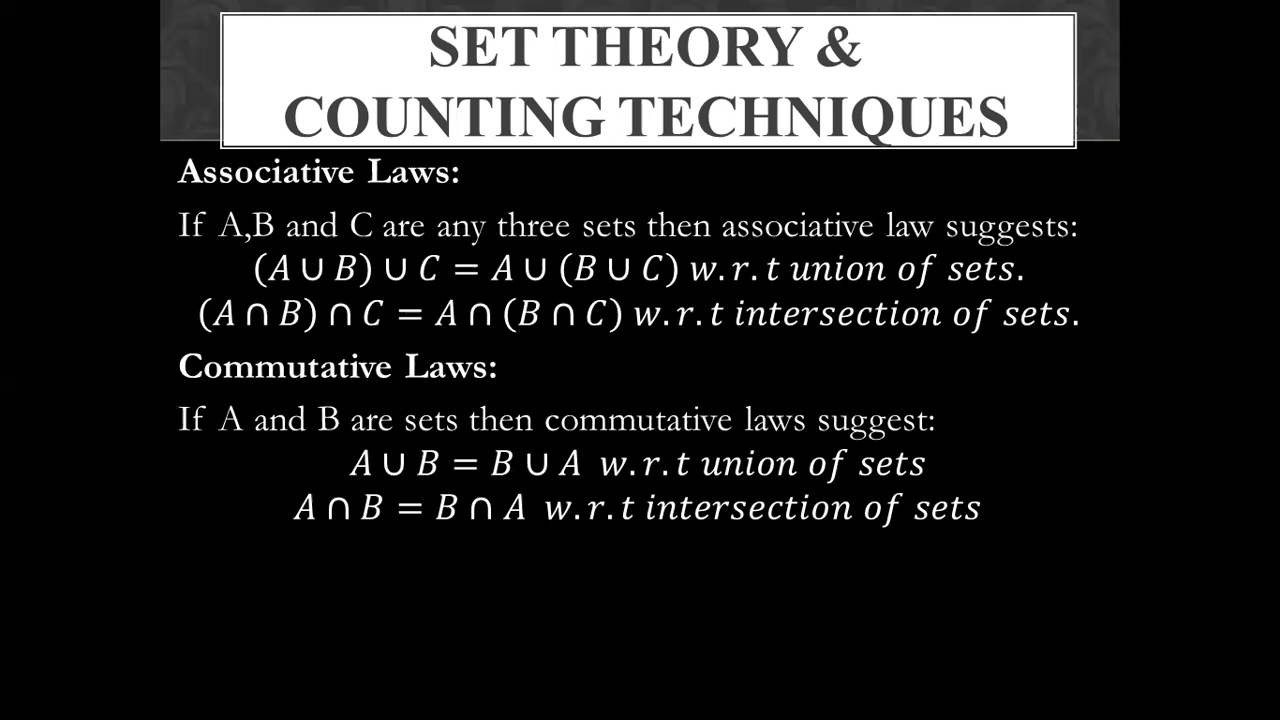 SET THEORY &
COUNTING TECHNIQUES
Associative Laws:
If A,B and C are any three sets then associative law suggests:
(A ∪ B) ∪ C = A ∪ (B ∪ C) w.r.t union of sets.
(A ∩ B) ∩ C = A ∩ (B ∩ C) w.r.t intersection of sets.
Commutative Laws:
If A and B are sets then commutative laws suggest:
A ∪ B = B ∪ A w.r.t union of sets
A ∩ B = B ∩ A w.r.t intersection of sets